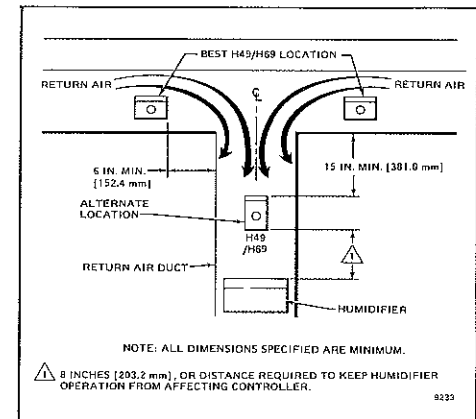 BEST H49/H69 LOCATION
RETURN AIR
RETURN AIR
℄
6 IN. MIN.
[152.4 mm]
15 IN. MIN. [381.0 mm]
ALTERNATE
LOCATION
H49
/H69
1
RETURN AIR DUCT
HUMIDIFIER
NOTE: ALL DIMENSIONS SPECIFIED ARE MINIMUM.
1 8 INCHES [203.2 mm], OR DISTANCE REQUIRED TO KEEP HUMIDIFIER
OPERATION FROM AFFECTING CONTROLLER.
9233